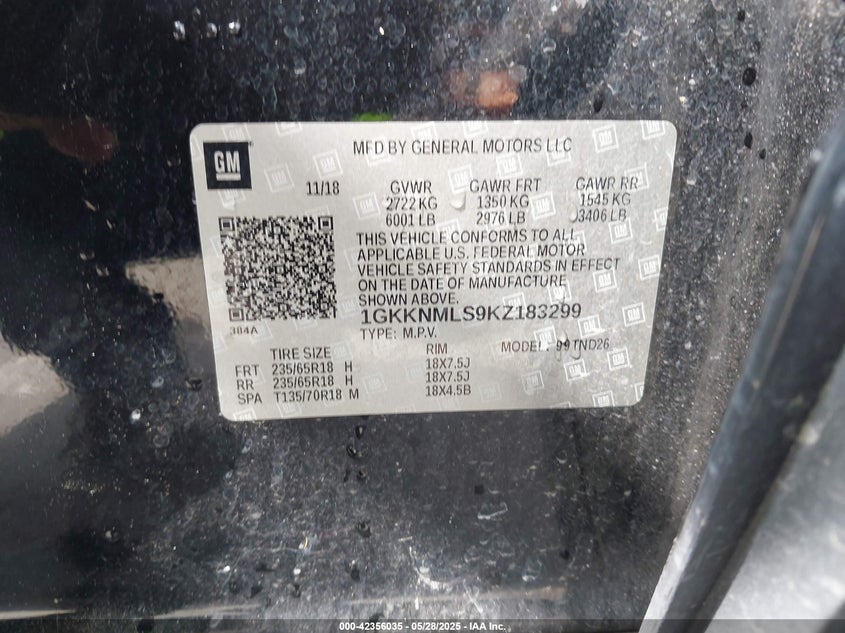 GM
MFD BY GENERAL MOTORS LLC
11/18 GVWR GAWR FRT GAWR RR
2722 KG 1350 KG 1545 KG
6001 LB 2976 LB 3406 LB
THIS VEHICLE CONFORMS TO ALL
APPLICABLE U.S. FEDERAL MOTOR
VEHICLE SAFETY STANDARDS IN EFFECT
ON THE DATE OF MANUFACTURE
SHOWN ABOVE.
1GKKNMLS9KZ183299
384A
TYPE: M.P.V. MODEL:
TIRE SIZE RIM
FRT 235/65R18 H 18X7.5J
RR 235/65R18 H 18X7.5J
SPA T135/70R18 M 18X4.5B
000-42356035 - 05/28/2025 - IAA Inc.